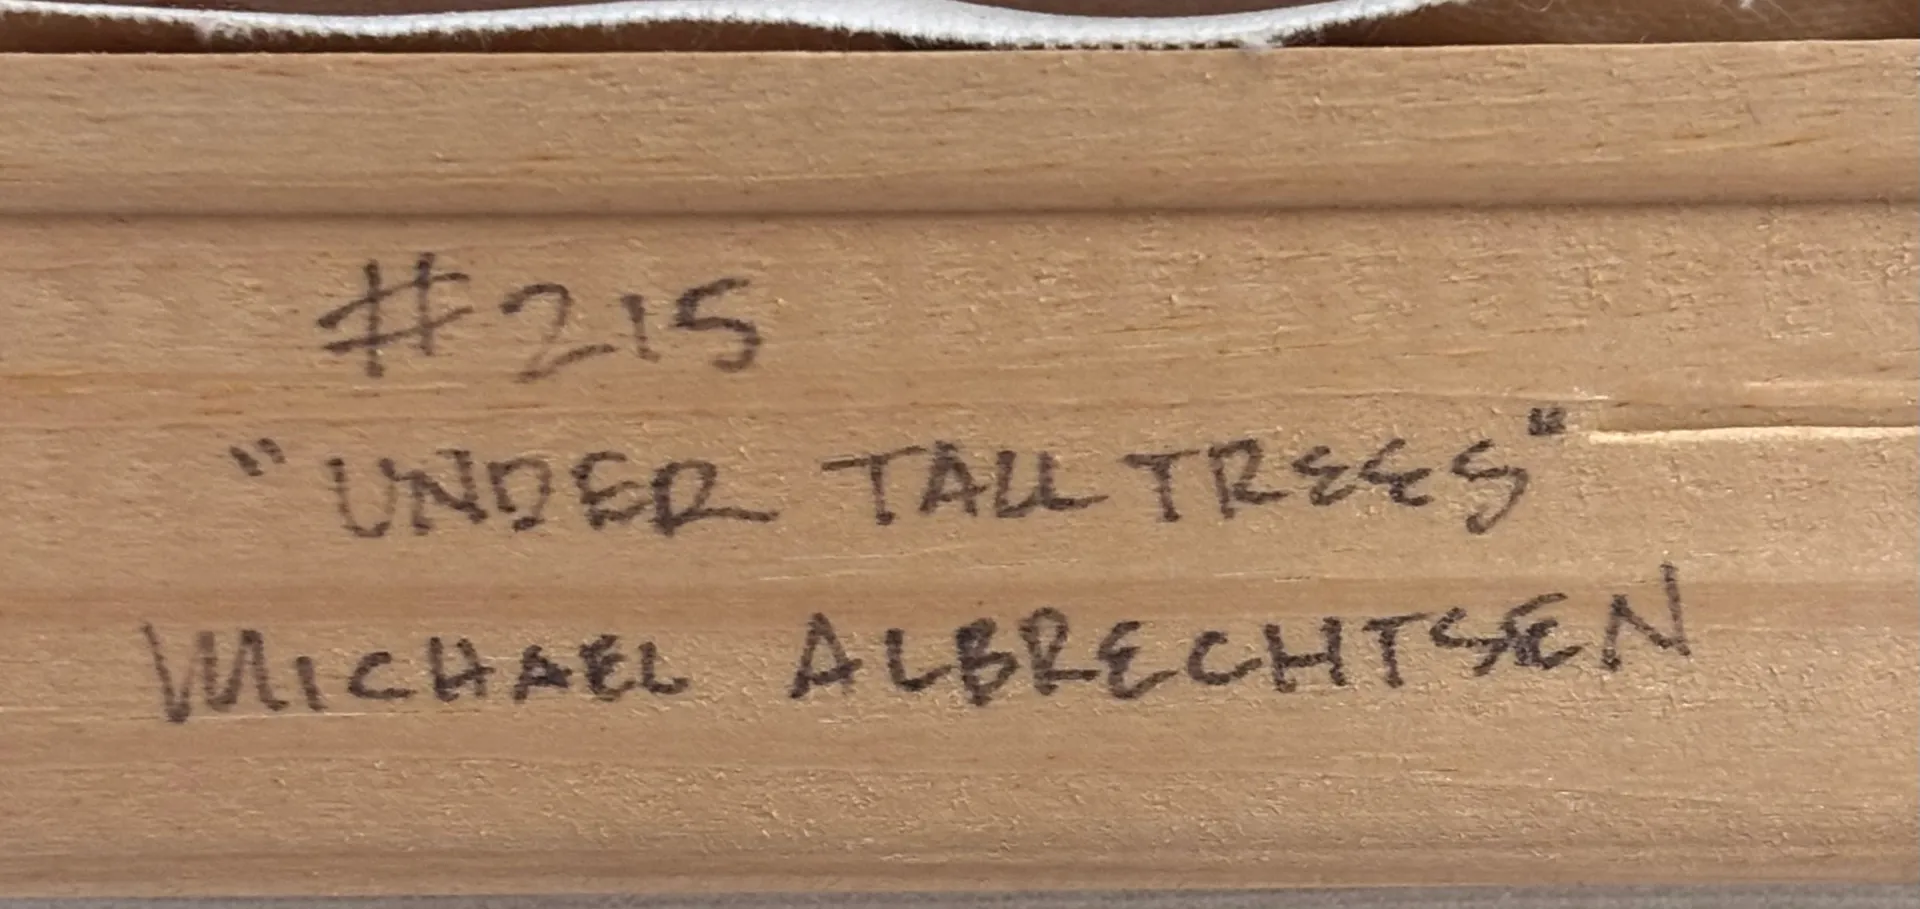 #215
"UNDER TALL TREES"
MICHAEL ALBRECHTSEN